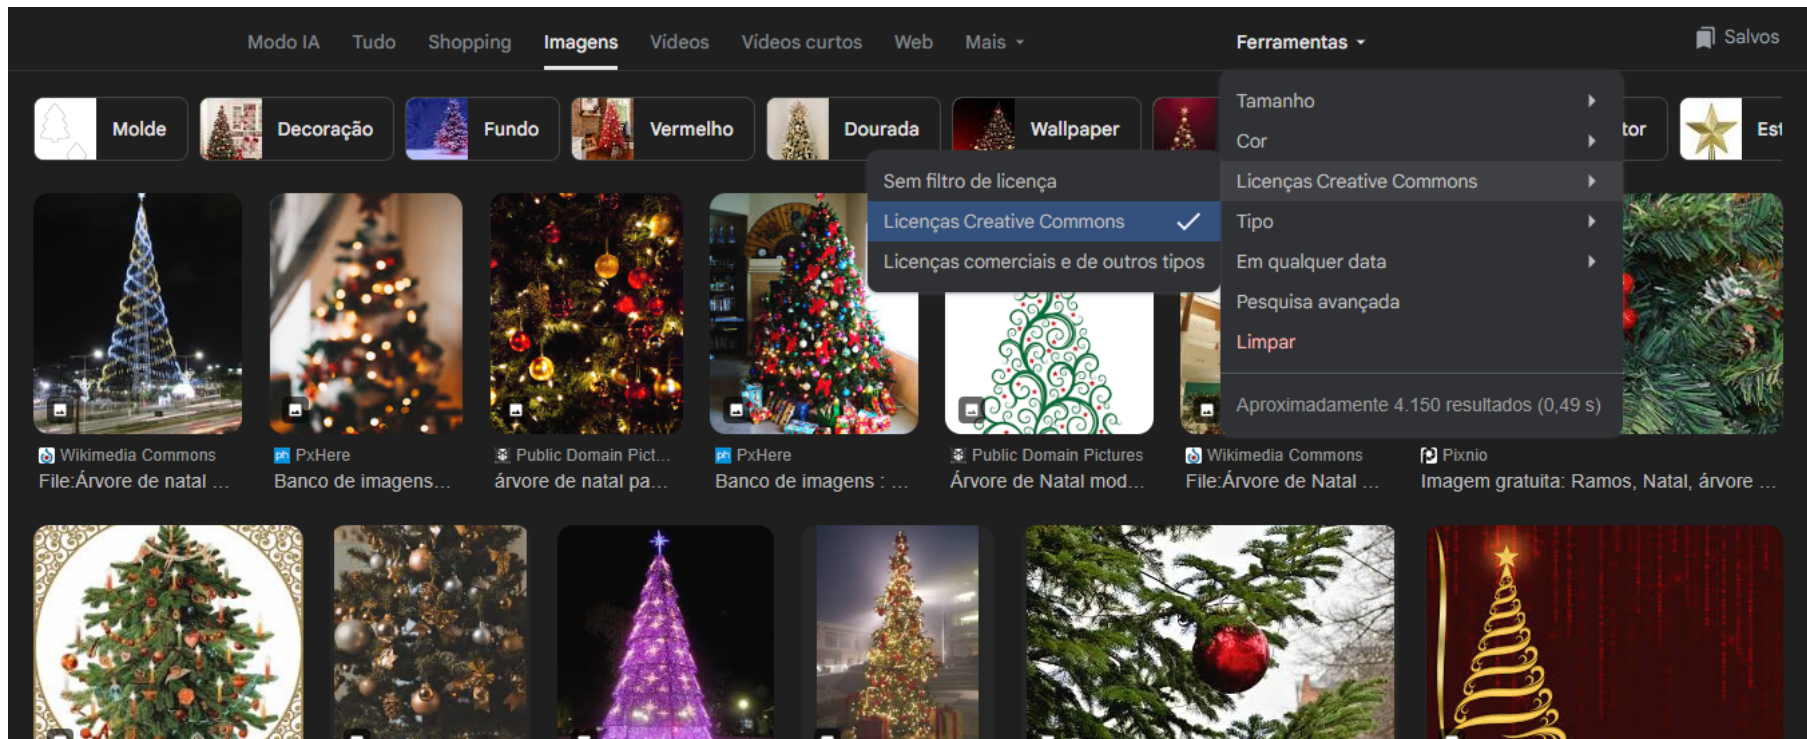 Modo IA Tudo Shopping Imagens Vídeos Vídeos curtos Web Mais Ferramentas Salvos
Molde Decoração Fundo Vermelho Dourada Wallpaper tor Est
Tamanho
Cor
Licenças Creative Commons
Tipo
Em qualquer data
Pesquisa avançada
Limpar
Aproximadamente 4.150 resultados (0,49 s)
Sem filtro de licença
Licenças Creative Commons
Licenças comerciais e de outros tipos
Wikimedia Commons
File:Árvore de natal ...
PxHere
Banco de imagens...
Public Domain Pict...
árvore de natal pa...
PxHere
Banco de imagens : ...
Public Domain Pictures
Árvore de Natal mod...
Wikimedia Commons
File:Árvore de Natal ...
Pixnio
Imagem gratuita: Ramos, Natal, árvore ...